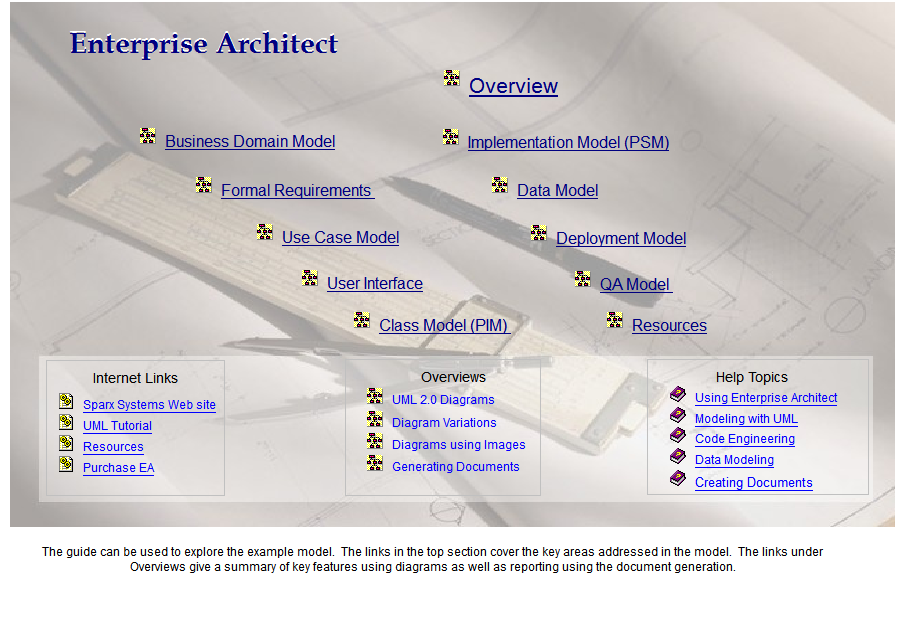 Enterprise Architect
Overview
Business Domain Model
Implementation Model (PSM)
Formal Requirements
Data Model
Use Case Model
Deployment Model
User Interface
QA Model
Class Model (PIM)
Resources
Internet Links
Sparx Systems Web site
UML Tutorial
Resources
Purchase EA
Overviews
UML 2.0 Diagrams
Diagram Variations
Diagrams using Images
Generating Documents
Help Topics
Using Enterprise Architect
Modeling with UML
Code Engineering
Data Modeling
Creating Documents
The guide can be used to explore the example model. The links in the top section cover the key areas addressed in the model. The links under
Overviews give a summary of key features using diagrams as well as reporting using the document generation.